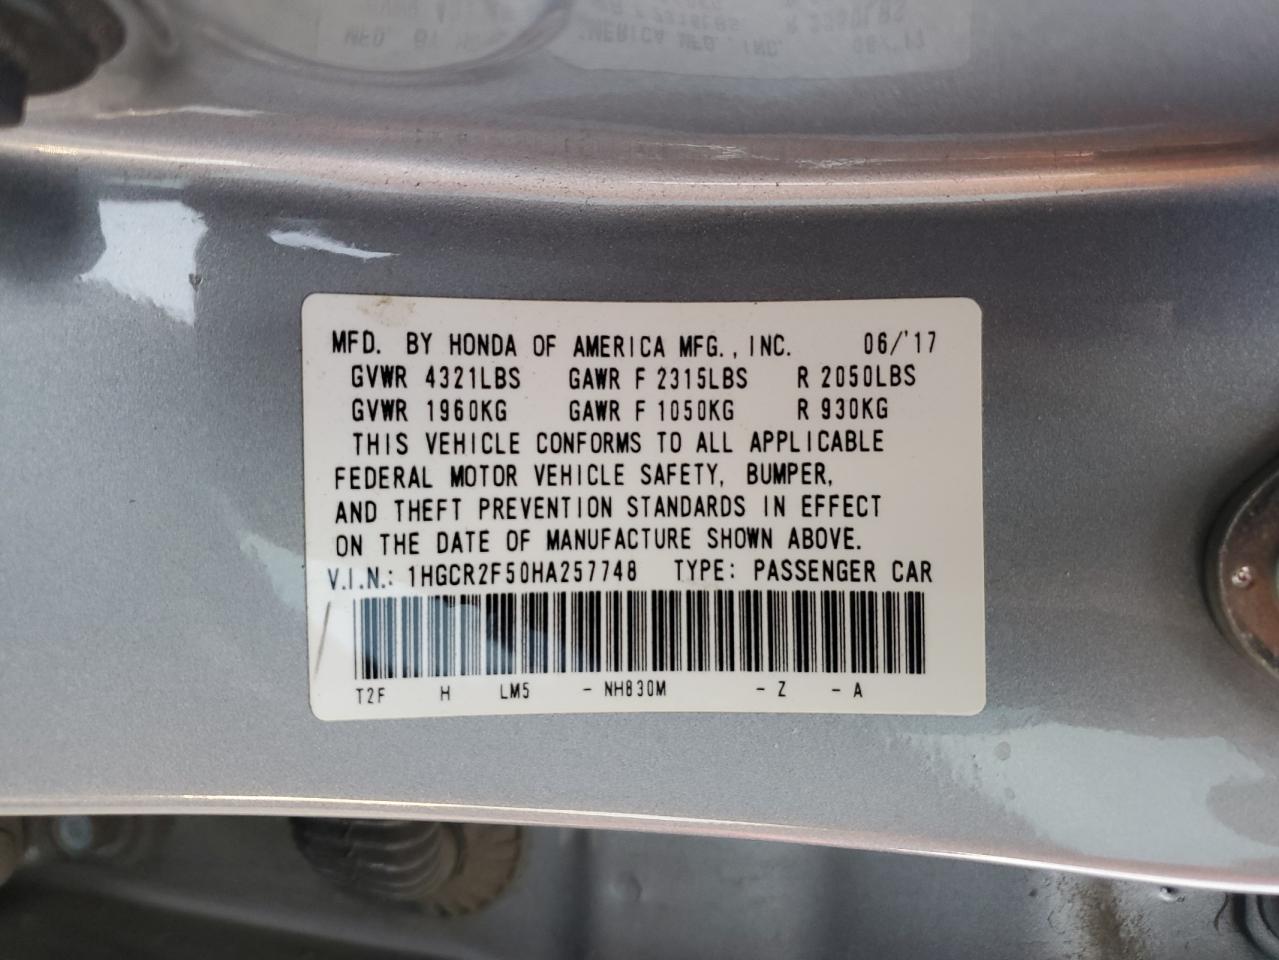 MFD. BY HONDA OF AMERICA MFG., INC. 06/'17
GVWR 4321LBS GAWR F 2315LBS R 2050LBS
GVWR 1960KG GAWR F 1050KG R 930KG
THIS VEHICLE CONFORMS TO ALL APPLICABLE
FEDERAL MOTOR VEHICLE SAFETY, BUMPER,
AND THEFT PREVENTION STANDARDS IN EFFECT
ON THE DATE OF MANUFACTURE SHOWN ABOVE.
V.I.N.: 1HGCR2F50HA257748 TYPE: PASSENGER CAR
T2F H LM5 - NH830M - Z - A